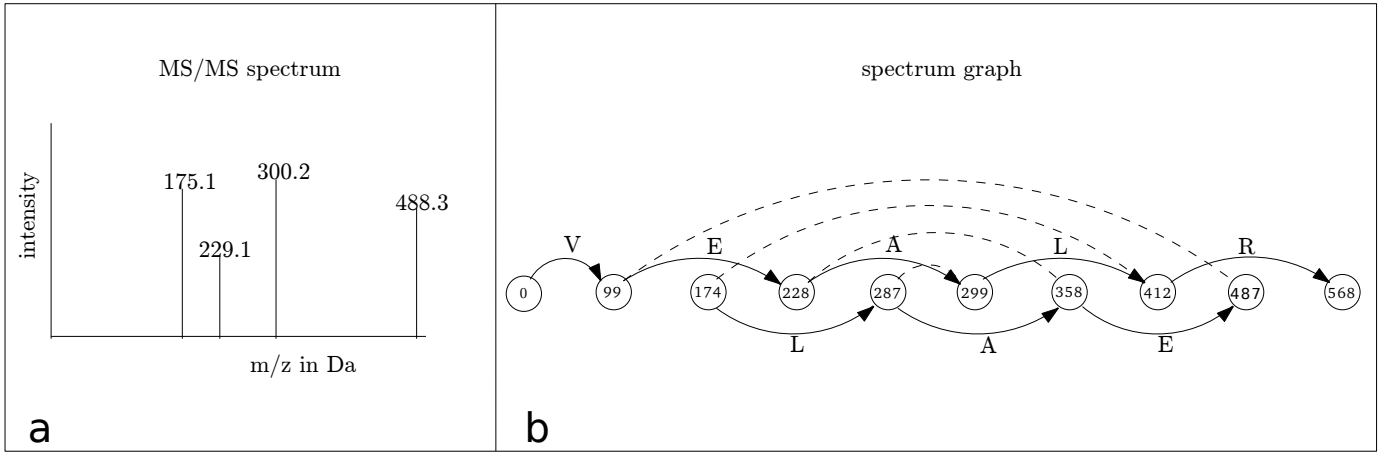 MS/MS spectrum
intensity
175.1
229.1
300.2
488.3
m/z in Da
a
spectrum graph
V
E
A
L
R
0
99
174
228
287
299
358
412
487
568
L
A
E
b